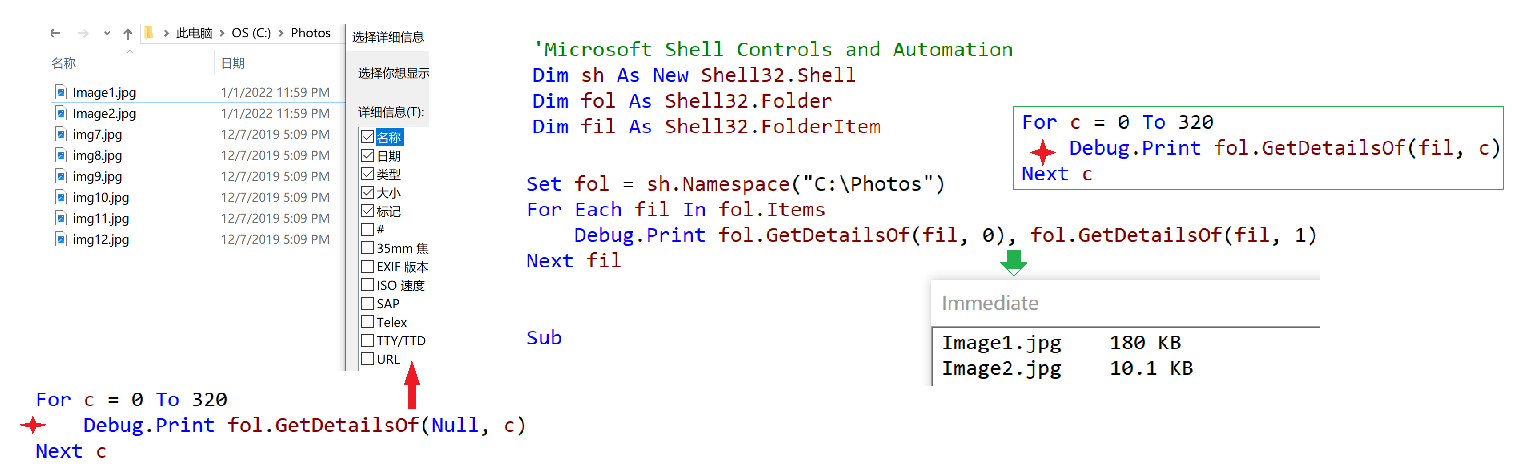 此电脑 > OS (C:) > Photos
名称 日期
Image1.jpg 1/1/2022 11:59 PM
Image2.jpg 1/1/2022 11:59 PM
img7.jpg 12/7/2019 5:09 PM
img8.jpg 12/7/2019 5:09 PM
img9.jpg 12/7/2019 5:09 PM
img10.jpg 12/7/2019 5:09 PM
img11.jpg 12/7/2019 5:09 PM
img12.jpg 12/7/2019 5:09 PM
选择详细信息
选择你想显示
详细信息(T):
名称
日期
类型
大小
标记
#
35mm 焦
EXIF 版本
ISO 速度
SAP
Telex
TTY/TTD
URL
For c = 0 To 320
Debug.Print fol.GetDetailsOf(Null, c)
Next c
'Microsoft Shell Controls and Automation
Dim sh As New Shell32.Shell
Dim fol As Shell32.Folder
Dim fil As Shell32.FolderItem
Set fol = sh.Namespace("C:\Photos")
For Each fil In fol.Items
Debug.Print fol.GetDetailsOf(fil, 0), fol.GetDetailsOf(fil, 1)
Next fil
Sub
For c = 0 To 320
Debug.Print fol.GetDetailsOf(fil, c)
Next c
Immediate
Image1.jpg 180 KB
Image2.jpg 10.1 KB